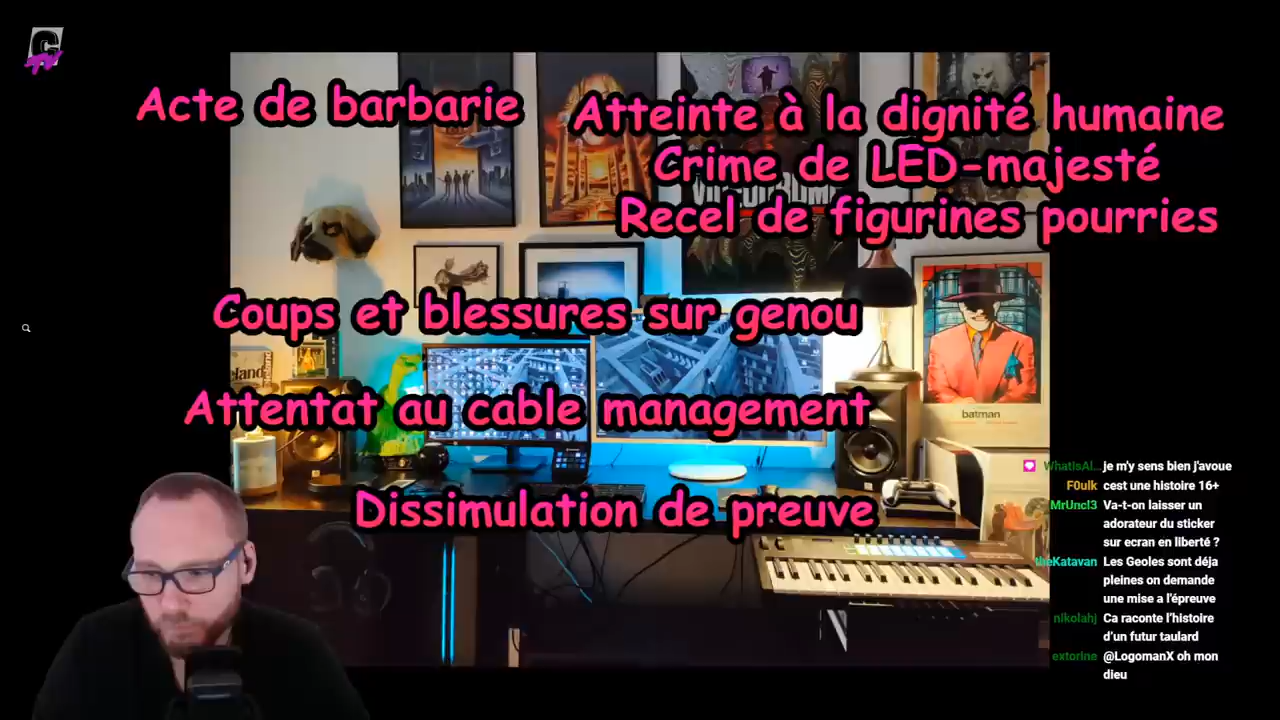 C
TV
Acte de barbarie
Atteinte à la dignité humaine
Crime de LED-majesté
Recel de figurines pourries
Coups et blessures sur genou
Attentat au cable management
Dissimulation de preuve
batman
WhatIsAl... je m'y sens bien j'avoue
F0ulk cest une histoire 16+
MrUncl3 Va-t-on laisser un
adorateur du sticker
sur ecran en liberté ?
theKatavan Les Geoles sont déja
pleines on demande
une mise a l'épreuve
nikolahj Ca raconte l'histoire
d'un futur taulard
extorine @LogomanX oh mon
dieu